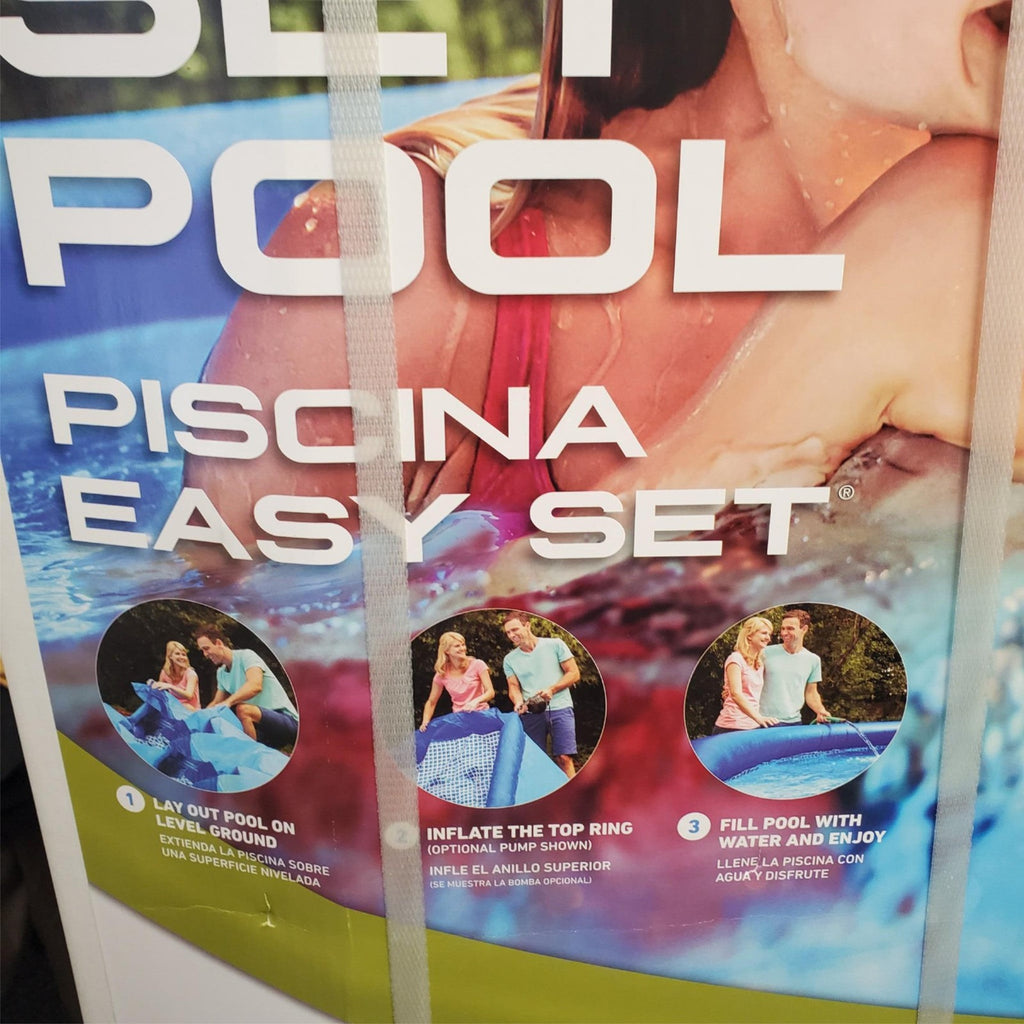 SET
POOL
PISCINA
EASY SET®
1 LAY OUT POOL ON
LEVEL GROUND
EXTIENDA LA PISCINA SOBRE
UNA SUPERFICIE NIVELADA
2 INFLATE THE TOP RING
(OPTIONAL PUMP SHOWN)
INFLE EL ANILLO SUPERIOR
(SE MUESTRA LA BOMBA OPCIONAL)
3 FILL POOL WITH
WATER AND ENJOY
LLENE LA PISCINA CON
AGUA Y DISFRUTE